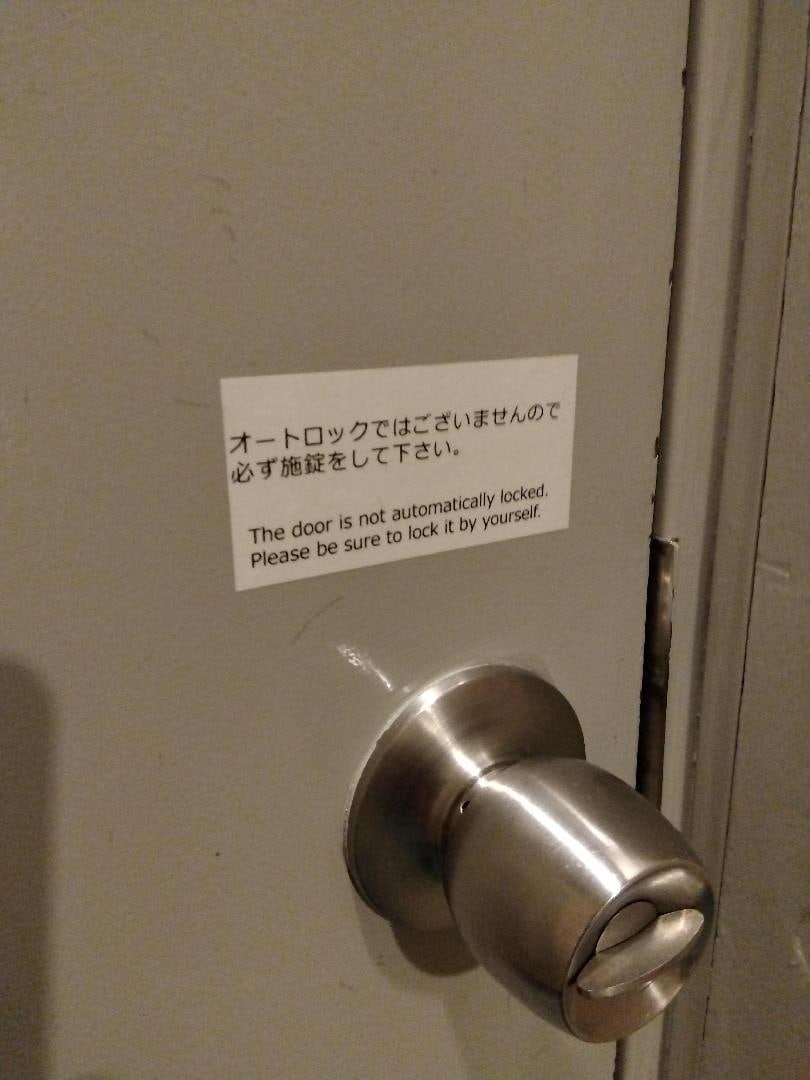 オートロックではございませんので
必ず施錠をして下さい。
The door is not automatically locked.
Please be sure to lock it by yourself.